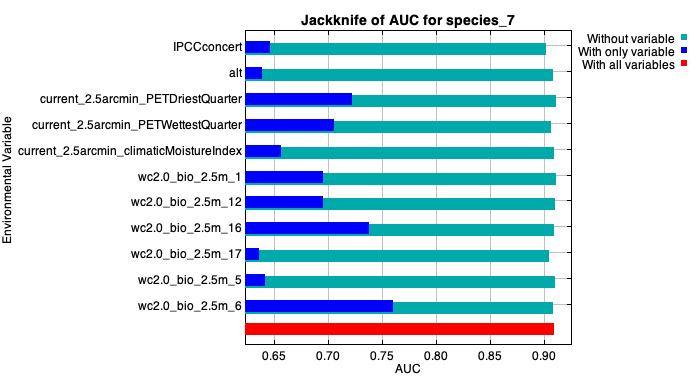 Jackknife of AUC for species_7
Without variable
With only variable
With all variables
Environmental Variable
IPCCconcert
alt
current_2.5arcmin_PETDriestQuarter
current_2.5arcmin_PETWettestQuarter
current_2.5arcmin_climaticMoistureIndex
wc2.0_bio_2.5m_1
wc2.0_bio_2.5m_12
wc2.0_bio_2.5m_16
wc2.0_bio_2.5m_17
wc2.0_bio_2.5m_5
wc2.0_bio_2.5m_6
0.65 0.70 0.75 0.80 0.85 0.90
AUC